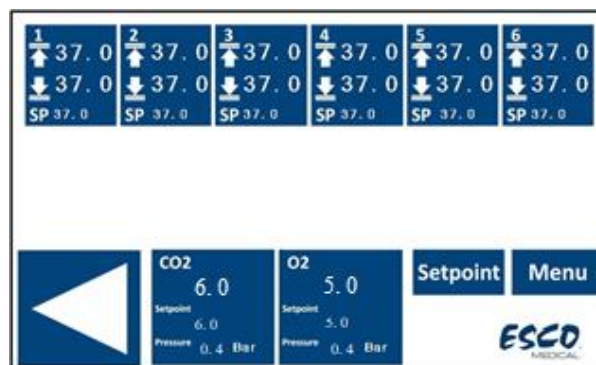 1 2 3 4 5 6
37.0 37.0 37.0 37.0 37.0 37.0
37.0 37.0 37.0 37.0 37.0 37.0
SP 37.0 SP 37.0 SP 37.0 SP 37.0 SP 37.0 SP 37.0
CO2
6.0
Setpoint
6.0
Pressure 0.4 Bar
O2
5.0
Setpoint
5.0
Pressure 0.4 Bar
Setpoint
Menu
ESCO
MEDICAL